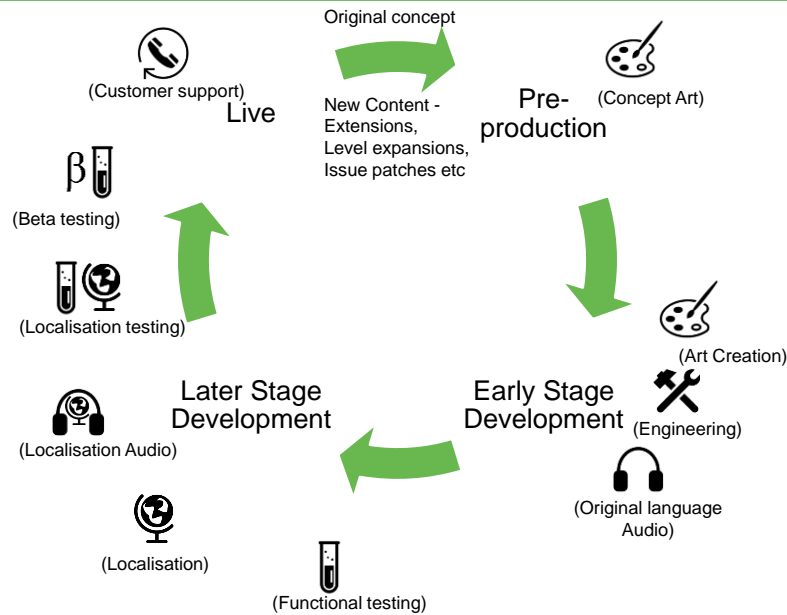 Original concept
(Customer support)
Live
New Content -
Extensions,
Level expansions,
Issue patches etc
Pre-
production
(Concept Art)
β
(Beta testing)
(Localisation testing)
(Art Creation)
Later Stage
Development
Early Stage
Development
(Engineering)
(Localisation Audio)
(Original language
Audio)
(Localisation)
(Functional testing)